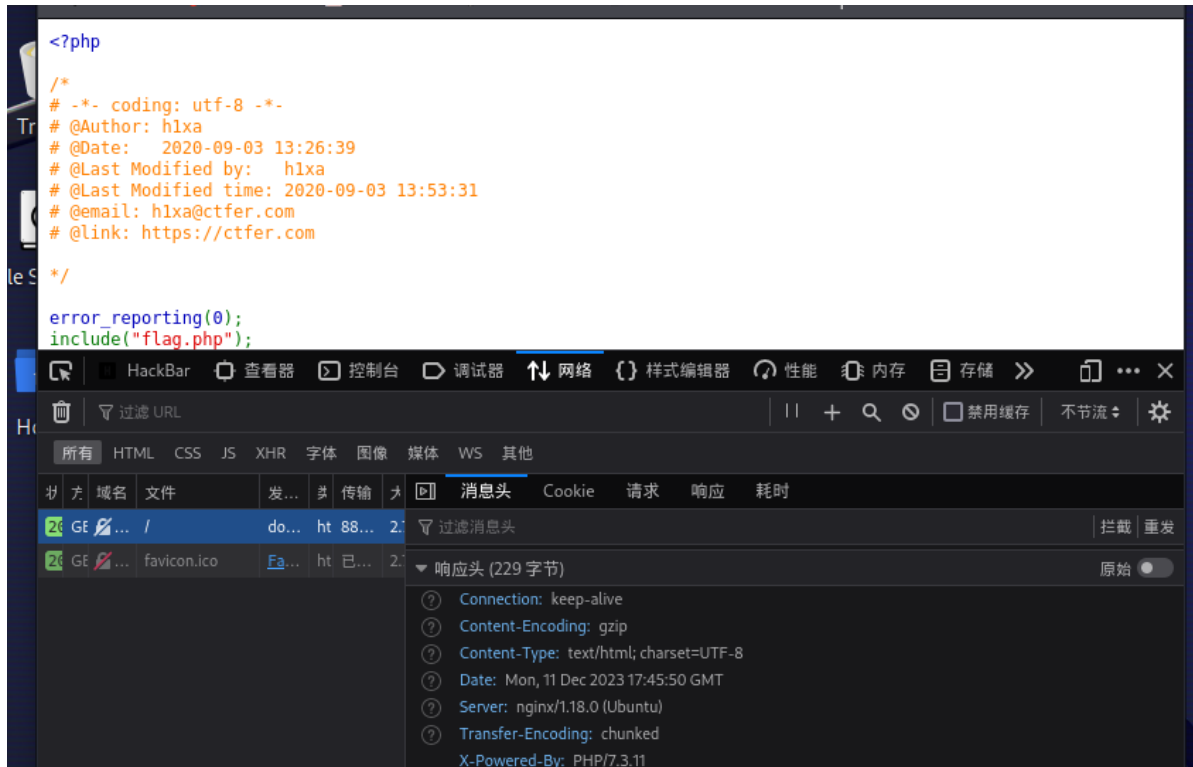 <?php
/*
# -*- coding: utf-8 -*-
# @Author: h1xa
# @Date:   2020-09-03 13:26:39
# @Last Modified by:   h1xa
# @Last Modified time: 2020-09-03 13:53:31
# @email: h1xa@ctfer.com
# @link: https://ctfer.com
*/
error_reporting(0);
include("flag.php");
HackBar 查看器 控制台 调试器 网络 {} 样式编辑器 性能 内存 存储
过滤 URL 禁用缓存 不节流
所有 HTML CSS JS XHR 字体 图像 媒体 WS 其他
域名 文件 发... 传输 消息头 Cookie 请求 响应 耗时
GE ... / do... ht 88... 2. 过滤消息头 拦截 重发
GE ... favicon.ico Fa... ht 已... 2. 响应头 (229 字节) 原始
Connection: keep-alive
Content-Encoding: gzip
Content-Type: text/html; charset=UTF-8
Date: Mon, 11 Dec 2023 17:45:50 GMT
Server: nginx/1.18.0 (Ubuntu)
Transfer-Encoding: chunked
X-Powered-By: PHP/7.3.11